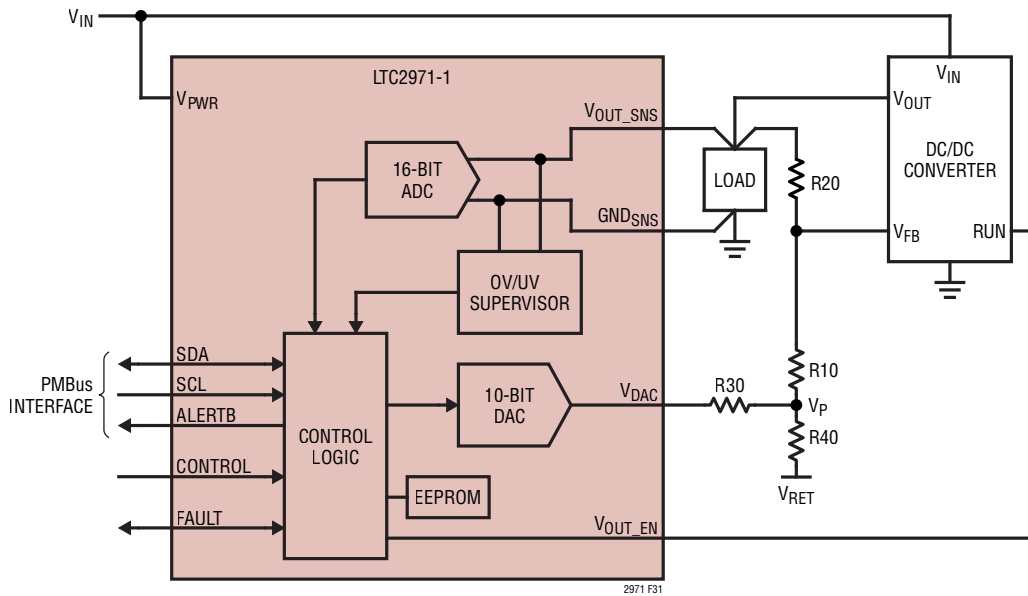 VIN
LTC2971-1
VPWR
VOUT_SNS
16-BIT
ADC
GNDSNS
OV/UV
SUPERVISOR
VIN
VOUT
DC/DC
CONVERTER
LOAD
R20
VFB
RUN
PMBus
INTERFACE
SDA
SCL
ALERTB
CONTROL
FAULT
CONTROL
LOGIC
10-BIT
DAC
VDAC
EEPROM
VOUT_EN
R30
R10
VP
R40
VRET
2971 F31